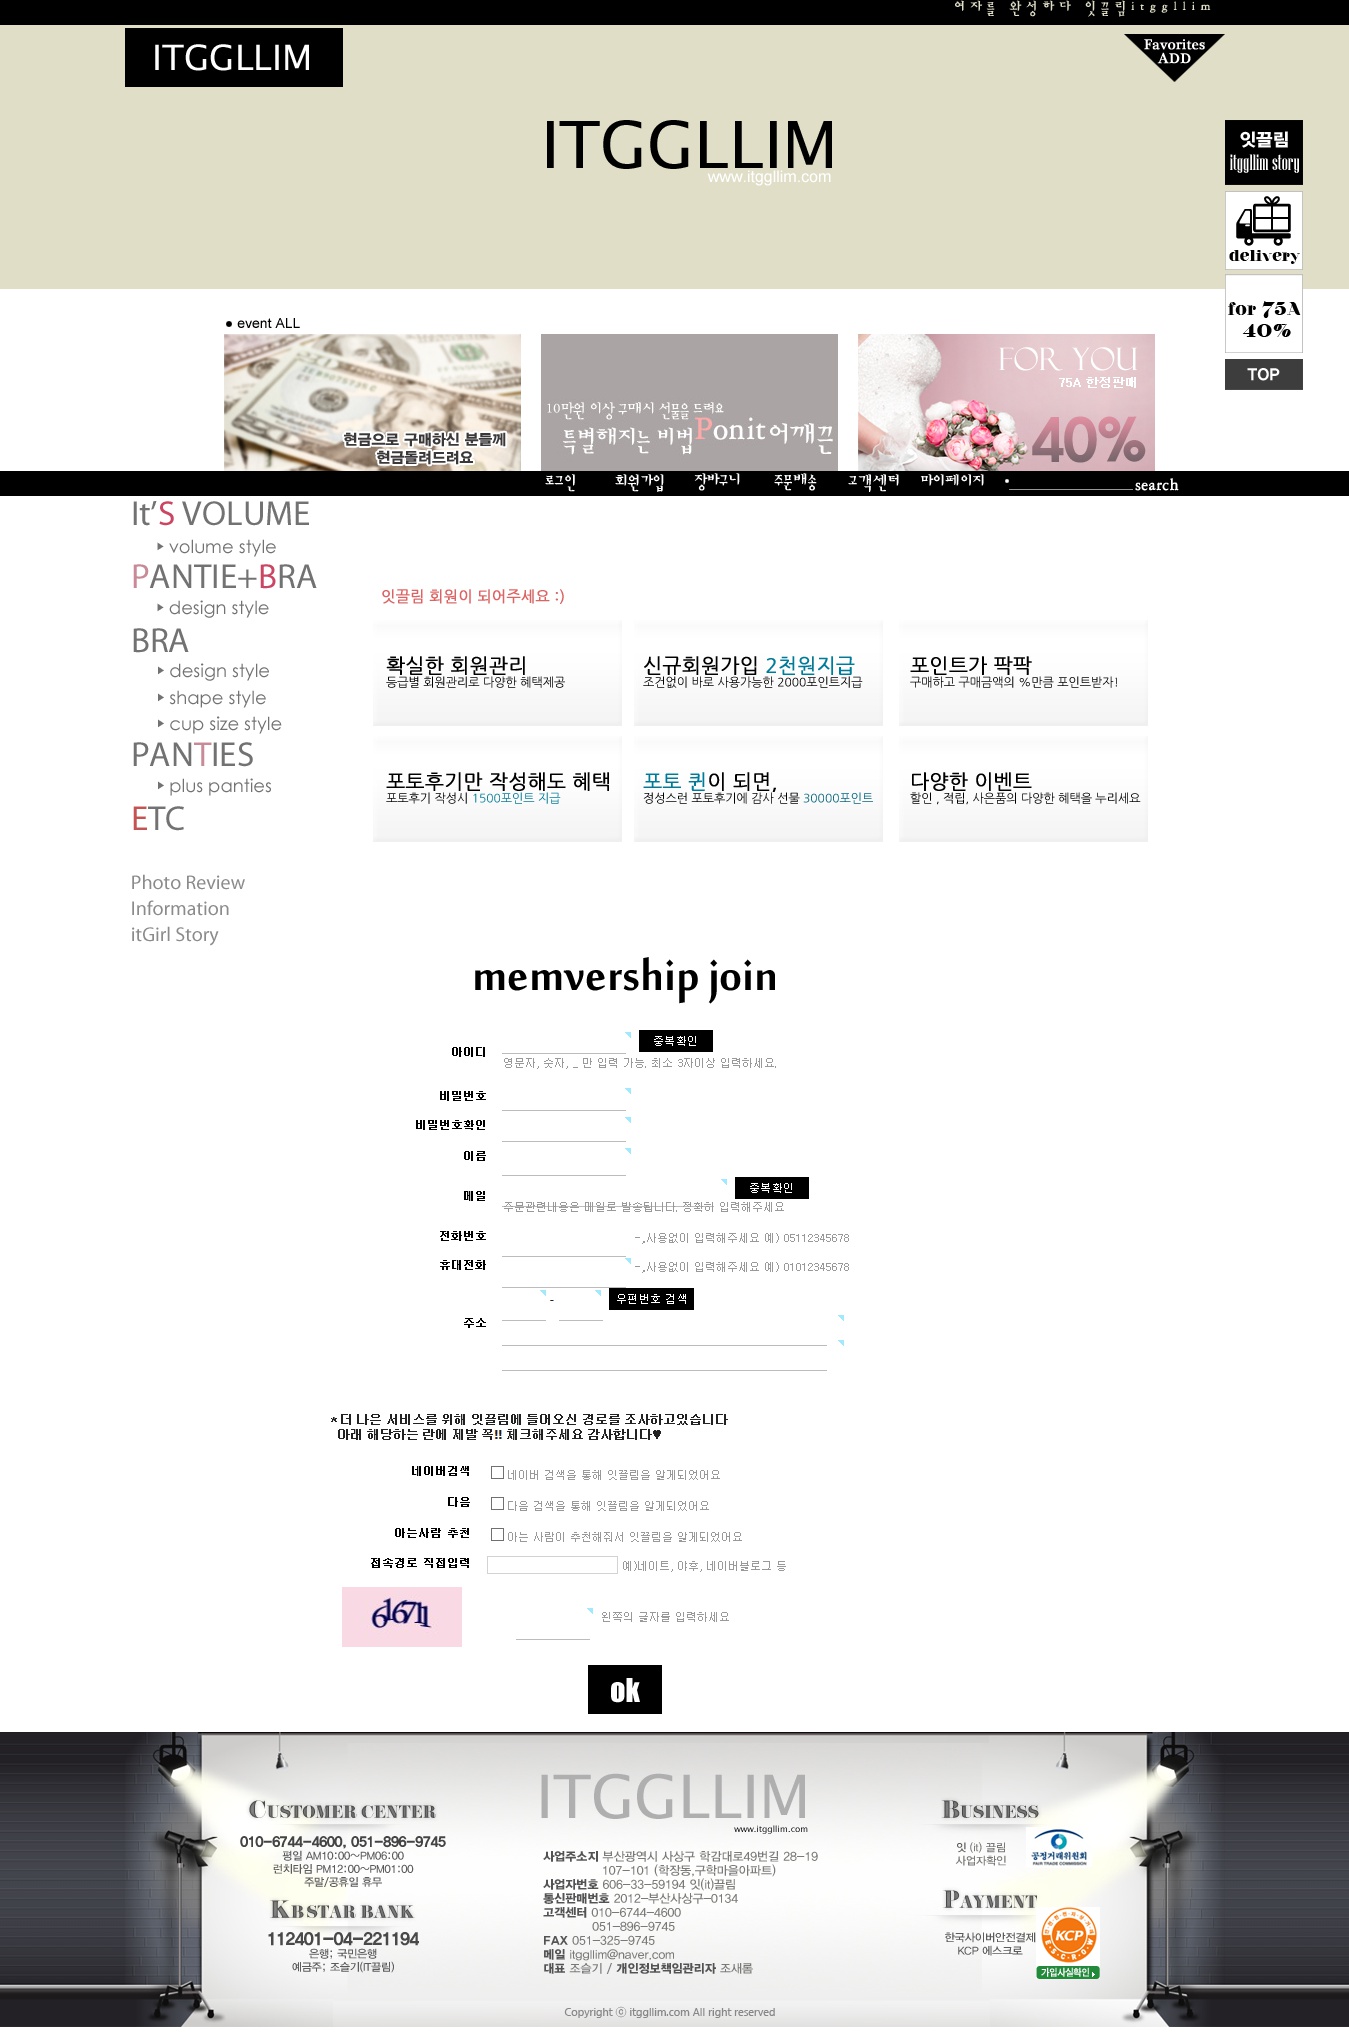 여자를 완성하다 잇끌림itggllim
ITGGLLIM
Favorites
ADD
ITGGLLIM
www.itggllim.com
잇끌림
itggllim story
delivery
for 75A
40%
TOP
• event ALL
현금으로 구매하신 분들께
현금돌려드려요
10만원 이상 구매시 선물을 드려요
특별해지는 비법Ponit어깨끈
FOR YOU
75A 한정판매
40%
로그인 회원가입 장바구니 주문배송 고객센터 마이페이지 search
It'S VOLUME
volume style
PANTIE+BRA
design style
BRA
design style
shape style
cup size style
PANTIES
plus panties
ETC
Photo Review
Information
itGirl Story
잇끌림 회원이 되어주세요 :)
확실한 회원관리
등급별 회원관리로 다양한 혜택제공
신규회원가입 2천원지급
조건없이 바로 사용가능한 2000포인트지급
포인트가 팍팍
구매하고 구매금액의 %만큼 포인트받자!
포토후기만 작성해도 혜택
포토후기 작성시 1500포인트 지급
포토 퀸이 되면,
정성스런 포토후기에 감사 선물 30000포인트
다양한 이벤트
할인 , 적립, 사은품의 다양한 혜택을 누리세요
memvership join
아이디 중복확인
영문자, 숫자, _ 만 입력 가능. 최소 3자이상 입력하세요.
비밀번호
비밀번호확인
이름
메일 중복확인
주문관련내용은 메일로 발송됩니다. 정확히 입력해주세요
전화번호 -,사용없이 입력해주세요 예) 05112345678
휴대전화 -,사용없이 입력해주세요 예) 01012345678
- 우편번호 검색
주소
*더 나은 서비스를 위해 잇끌림에 들어오신 경로를 조사하고있습니다
아래 해당하는 란에 제발 꼭!! 체크해주세요 감사합니다♥
네이버검색 네이버 검색을 통해 잇끌림을 알게되었어요
다음 다음 검색을 통해 잇끌림을 알게되었어요
아는사람 추천 아는 사람이 추천해줘서 잇끌림을 알게되었어요
접속경로 직접입력 예)네이트, 야후, 네이버블로그 등
왼쪽의 글자를 입력하세요
ok
CUSTOMER CENTER
010-6744-4600, 051-896-9745
평일 AM10:00~PM06:00
런치타임 PM12:00~PM01:00
주말/공휴일 휴무
KB STAR BANK
112401-04-221194
은행; 국민은행
예금주; 조슬기(IT끌림)
ITGGLLIM
www.itggllim.com
사업주소지 부산광역시 사상구 학감대로49번길 28-19
107-101 (학장동,구학마을아파트)
사업자번호 606-33-59194 잇(it)끌림
통신판매번호 2012-부산사상구-0134
고객센터 010-6744-4600
051-896-9745
FAX 051-325-9745
메일 itggllim@naver.com
대표 조슬기 / 개인정보책임관리자 조새롬
BUSINESS
잇 (it) 끌림
사업자확인
공정거래위원회
FAIR TRADE COMMISSION
PAYMENT
한국사이버안전결제
KCP 에스크로
KCP
ESCROW
가입사실확인
Copyright ⓒ itggllim.com All right reserved